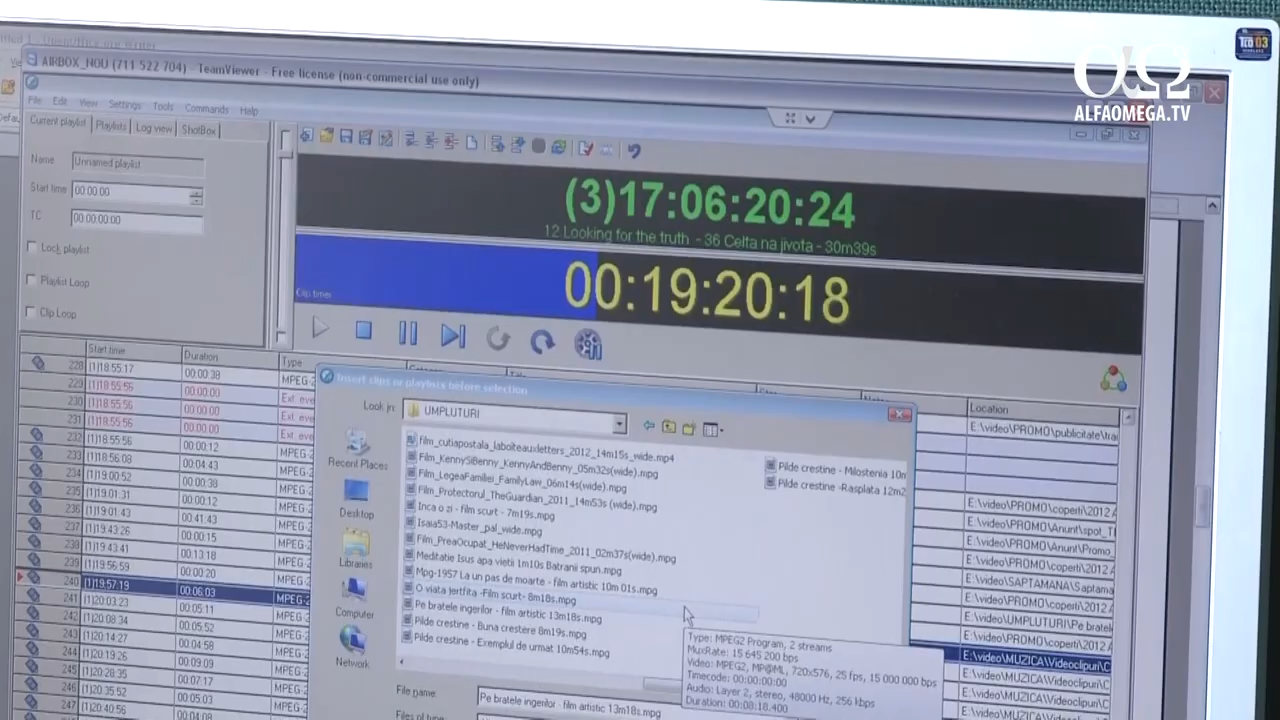 ΑΩ
ALFAOMEGA.TV
AIRBOX_NOU (711 522 704) - TeamViewer - Free license (non-commercial use only)
File Edit View Settings Tools Commands Help
Current playlist Playlists Log view ShotBox
Name Unnamed playlist
Start time 00:00:00
TC 00:00:00:00
Lock playlist
Playlist Loop
Clip Loop
(3)17:06:20:24
12 Looking for the truth - 36 Celta na jivota - 30m39s
00:19:20:18
Clip timer
Start time Duration Type Location
228 [1]18:55:17 00:00:38 MPEG-2 E:\video\PROMO\publicitate\trai
229 [1]18:55:56 00:00:00 Ext. eve
230 [1]18:55:56 00:00:00 Ext. eve
231 [1]18:55:56 00:00:00 Ext. eve
232 [1]18:55:56 00:00:12 MPEG-2 E:\video\PROMO\coperti\2012
233 [1]18:56:08 00:04:43 MPEG-2 E:\video\PROMO\Anunt\spot_T
234 [1]19:00:52 00:00:38 MPEG-2 E:\video\PROMO\Anunt\Promo_
235 [1]19:01:31 00:00:12 MPEG-2 E:\video\PROMO\coperti\2012
236 [1]19:01:43 00:41:43 MPEG-2 E:\video\SAPTAMANA\Saptama
237 [1]19:43:26 00:00:15 MPEG-2 E:\video\PROMO\coperti\2012
238 [1]19:43:41 00:13:18 MPEG-2 E:\video\UMPLUTURI\Pe bratele
239 [1]19:56:59 00:00:20 MPEG-2 E:\video\PROMO\coperti\2012
240 [1]19:57:19 00:06:03 MPEG-2 E:\video\MUZICA\Videoclipuri\C
241 [1]20:03:23 00:05:11 MPEG-2 E:\video\MUZICA\Videoclipuri\C
242 [1]20:08:34 00:05:52 MPEG-2 E:\video\MUZICA\Videoclipuri\C
243 [1]20:14:27 00:04:58 MPEG-2
244 [1]20:19:26 00:09:09 MPEG-2
245 [1]20:28:35 00:07:17 MPEG-2
246 [1]20:35:52 00:05:03 MPEG-2
247 [1]20:40:56 00:04:08 MPEG-2
Insert clips or playlists before selection
Look in: UMPLUTURI
Recent Places
Desktop
Libraries
Computer
Network
film_cutiapostala_laboiteauxletters_2012_14m15s_wide.mp4
Film_KennySiBenny_KennyAndBenny_05m32s(wide).mpg
Film_LegeaFamiliei_FamilyLaw_06m14s(wide).mpg
Film_Protectorul_TheGuardian_2011_14m53s (wide).mpg
Inca o zi - film scurt - 7m19s.mpg
Isaia53-Master_pal_wide.mpg
Film_PreaOcupat_HeNeverHadTime_2011_02m37s(wide).mpg
Meditatie Isus apa vietii 1m10s Batrani spun.mpg
Mpg-1957 La un pas de moarte - film artistic 10m 01s.mpg
O viata jertfita -Film scurt- 8m18s.mpg
Pe bratele ingerilor - film artistic 13m18s.mpg
Pilde crestine - Buna crestere 8m19s.mpg
Pilde crestine - Exemplul de urmat 10m54s.mpg
Pilde crestine - Milostenia 10m
Pilde crestine -Rasplata 12m2
Type: MPEG2 Program, 2 streams
MuxRate: 15 645 200 bps
Video: MPEG2, MP@ML, 720x576, 25 fps, 15 000 000 bps
Timecode: 00:00:00:00
Audio: Layer 2, stereo, 48000 Hz, 256 kbps
Duration: 00:08:18.400
File name: Pe bratele ingerilor - film artistic 13m18s.mpg
Files of type: